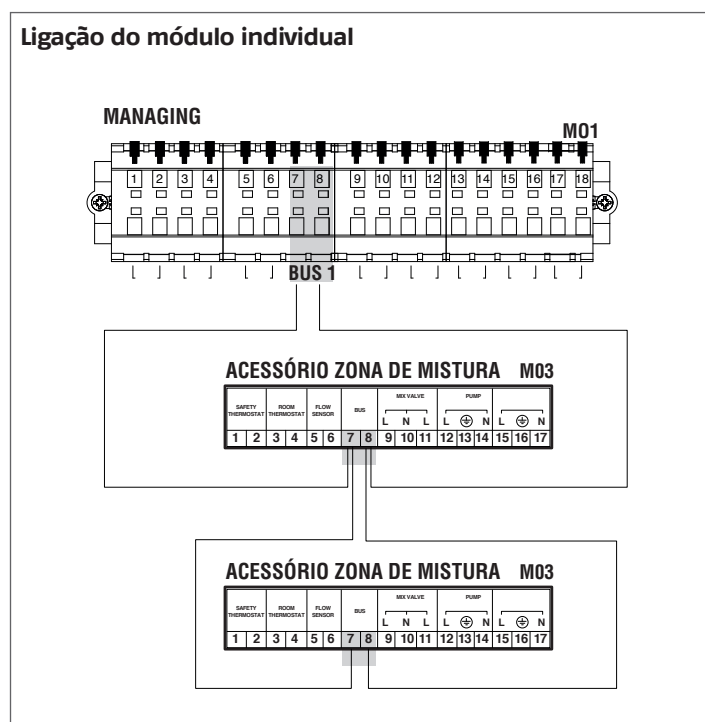 Ligação do módulo individual
MANAGING
M01
1 2 3 4 5 6 7 8 9 10 11 12 13 14 15 16 17 18
BUS 1
ACESSÓRIO ZONA DE MISTURA M03
SAFETY THERMOSTAT ROOM THERMOSTAT FLOW SENSOR BUS MIX VALVE PUMP
L N L L N L N
1 2 3 4 5 6 7 8 9 10 11 12 13 14 15 16 17
ACESSÓRIO ZONA DE MISTURA M03
SAFETY THERMOSTAT ROOM THERMOSTAT FLOW SENSOR BUS MIX VALVE PUMP
L N L L N L N
1 2 3 4 5 6 7 8 9 10 11 12 13 14 15 16 17